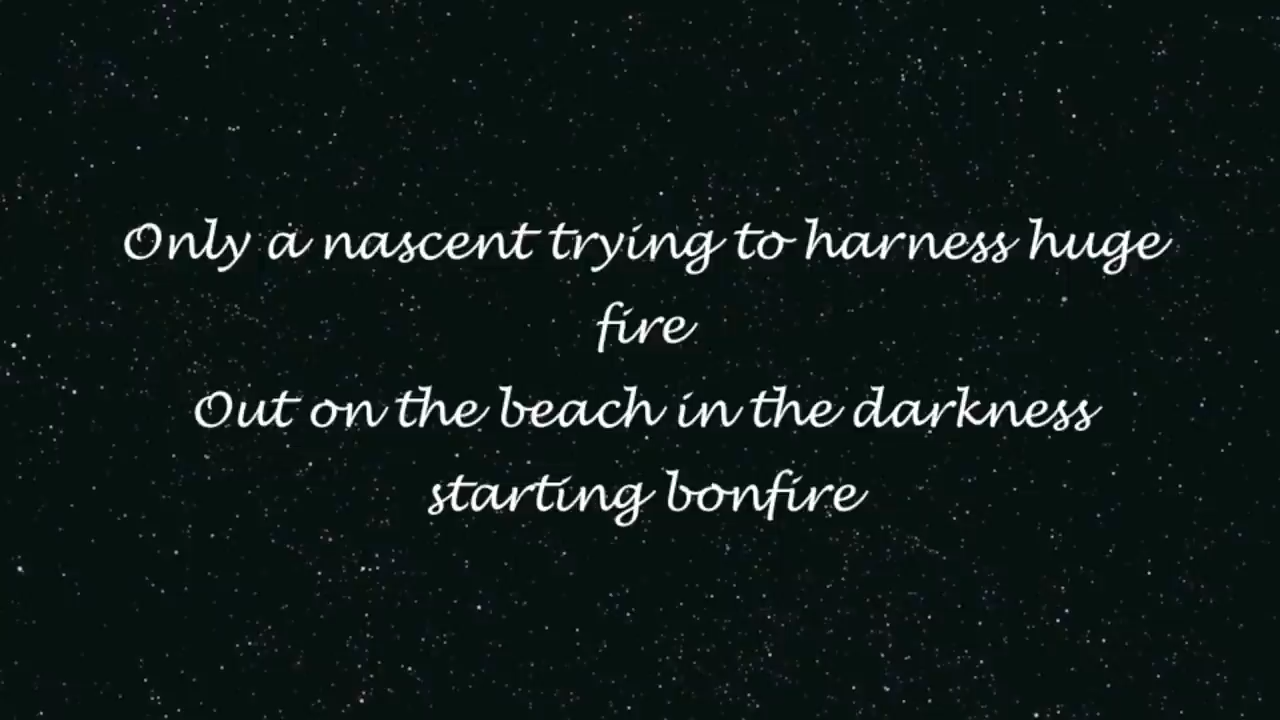 Only a nascent trying to harness huge
fire
Out on the beach in the darkness
starting bonfire